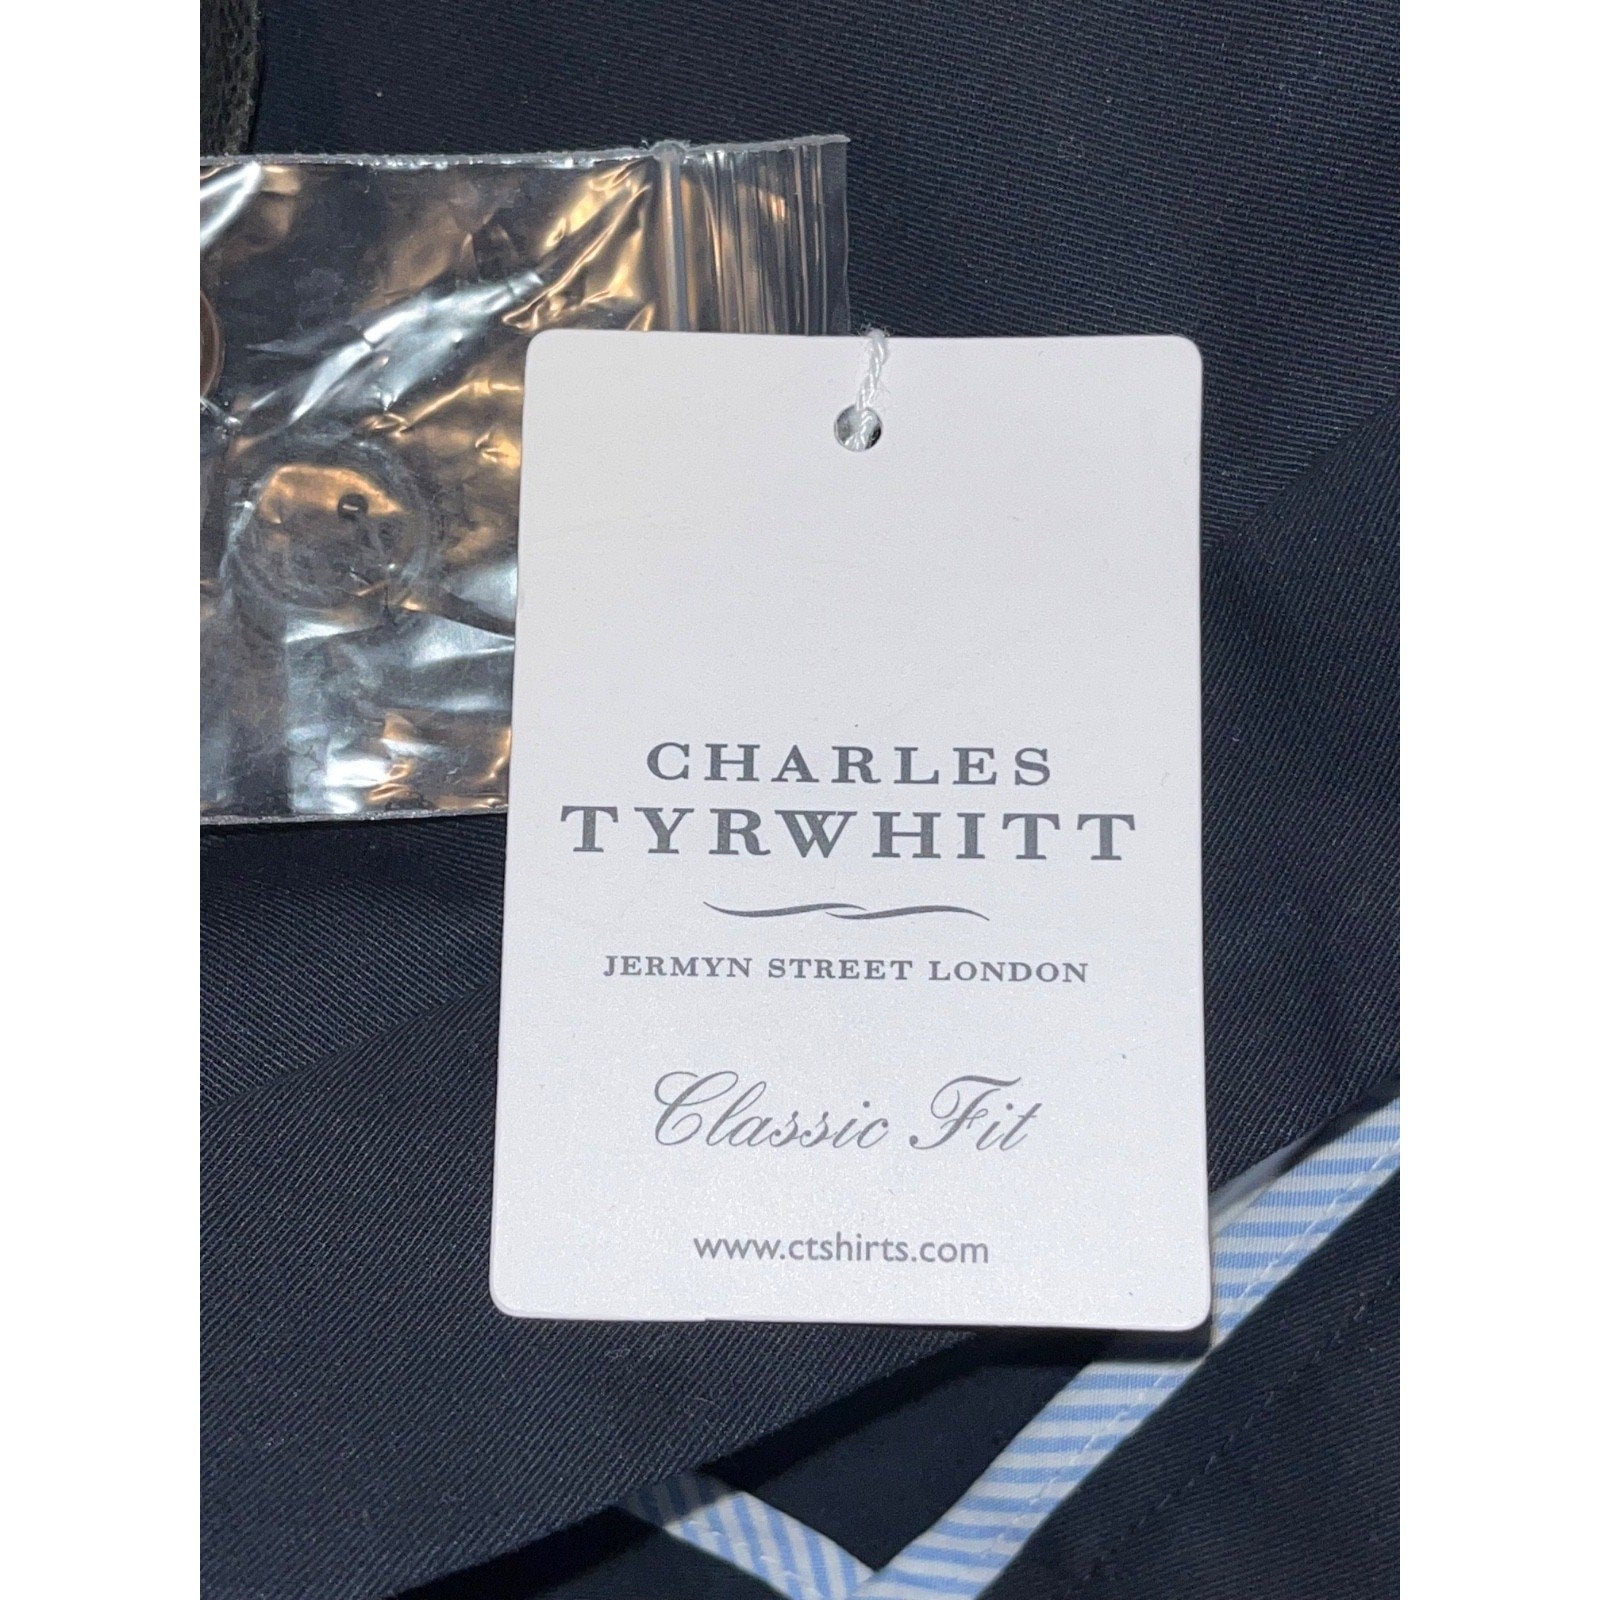 CHARLES
TYRWHITT
JERMYN STREET LONDON
Classic Fit
www.ctshirts.com